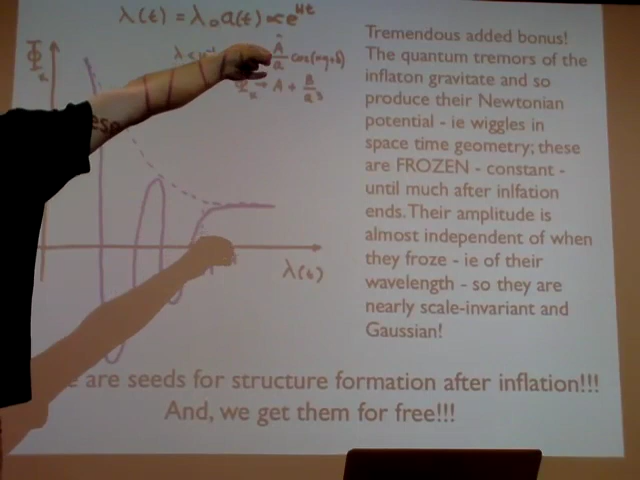 λ(t) = λ₀a(t) ∝ e^Ht
Φ
Tremendous added bonus!
The quantum tremors of the
inflaton gravitate and so
produce their Newtonian
potential - ie wiggles in
space time geometry; these
are FROZEN - constant -
until much after inlfation
ends. Their amplitude is
almost independent of when
they froze - ie of their
wavelength - so they are
nearly scale-invariant and
Gaussian!
→ A + B/a³
λ(t)
are seeds for structure formation after inflation!!!
And, we get them for free!!!